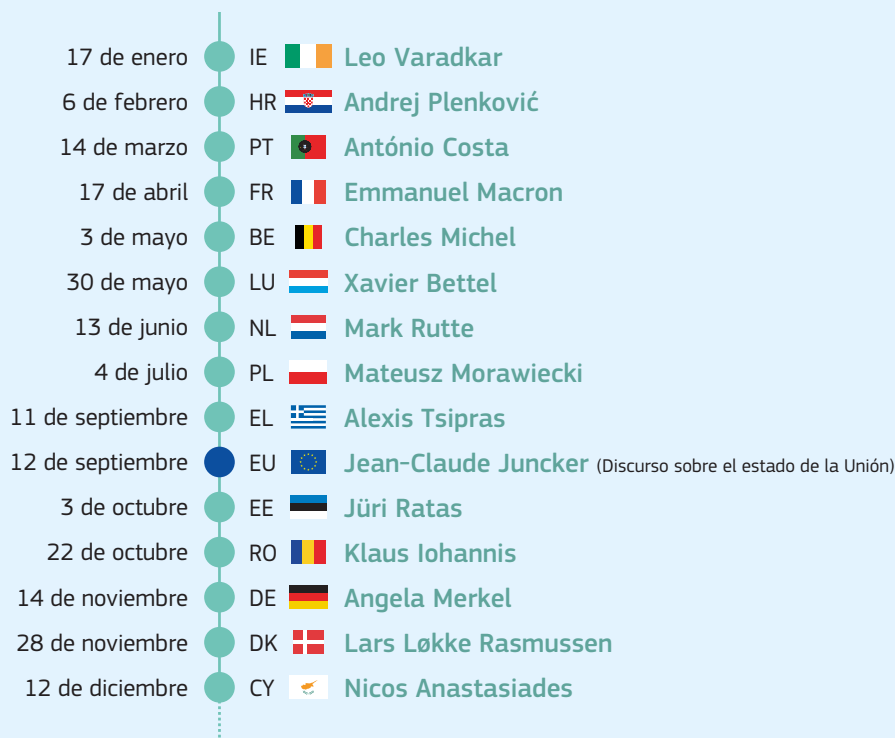 17 de enero IE Leo Varadkar
6 de febrero HR Andrej Plenković
14 de marzo PT António Costa
17 de abril FR Emmanuel Macron
3 de mayo BE Charles Michel
30 de mayo LU Xavier Bettel
13 de junio NL Mark Rutte
4 de julio PL Mateusz Morawiecki
11 de septiembre EL Alexis Tsipras
12 de septiembre EU Jean-Claude Juncker (Discurso sobre el estado de la Unión)
3 de octubre EE Jüri Ratas
22 de octubre RO Klaus Iohannis
14 de noviembre DE Angela Merkel
28 de noviembre DK Lars Løkke Rasmussen
12 de diciembre CY Nicos Anastasiades